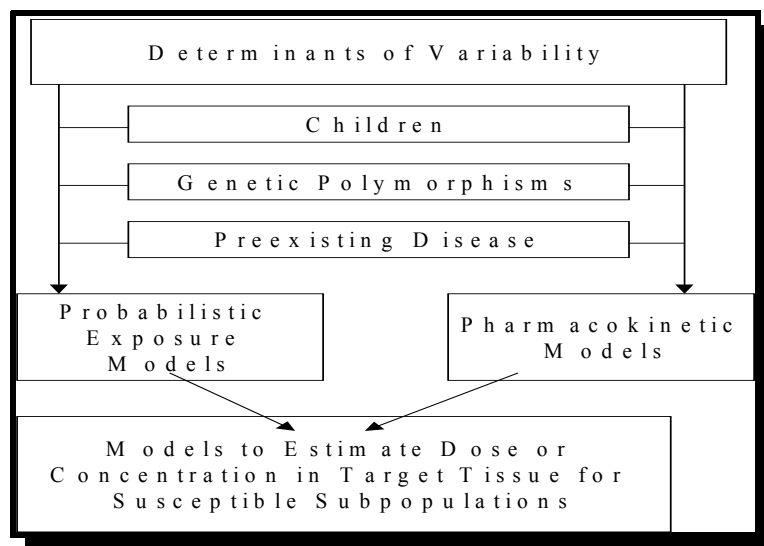 Determinants of Variability
Children
Genetic Polymorphisms
Preexisting Disease
Probabilistic
Exposure
Models
Pharmacokinetic
Models
Models to Estimate Dose or
Concentration in Target Tissue for
Susceptible Subpopulations